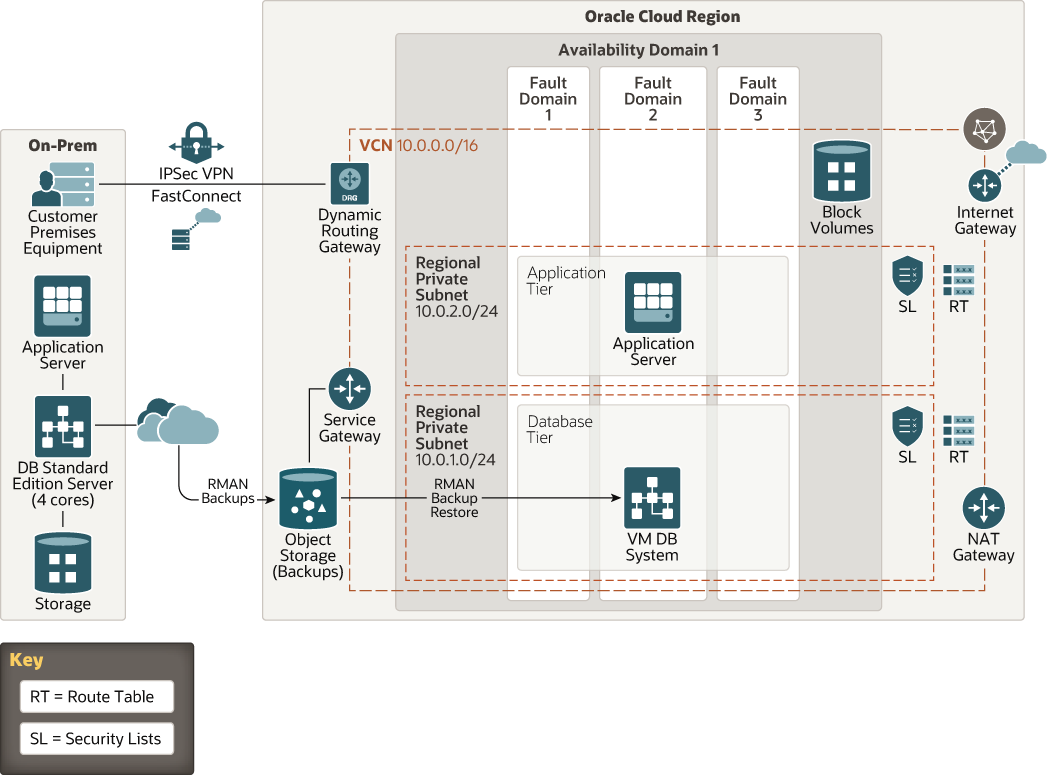 Oracle Cloud Region
Availability Domain 1
Fault
Domain
1
Fault
Domain
2
Fault
Domain
3
On-Prem
Customer
Premises
Equipment
Application
Server
DB Standard
Edition Server
(4 cores)
Storage
IPSec VPN
FastConnect
VCN 10.0.0.0/16
DRG
Dynamic
Routing
Gateway
Block
Volumes
Internet
Gateway
Regional
Private
Subnet
10.0.2.0/24
Application
Tier
Application
Server
SL
x.x.x
x.x.x
x.x.x
RT
Service
Gateway
Regional
Private
Subnet
10.0.1.0/24
Database
Tier
SL
x.x.x
x.x.x
x.x.x
RT
RMAN
Backups
Object
Storage
(Backups)
RMAN
Backup
Restore
VM DB
System
NAT
Gateway
Key
RT = Route Table
SL = Security Lists